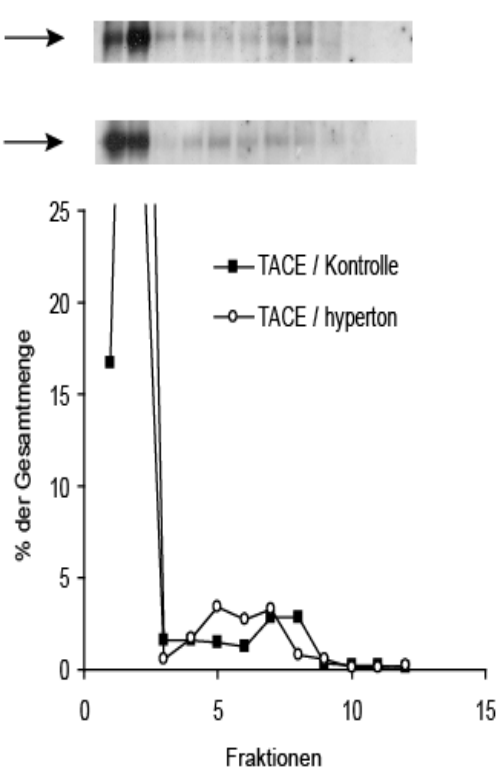 25
TACE / Kontrolle
20
TACE / hyperton
15
10
5
0
% der Gesamtmenge
0 5 10 15
Fraktionen